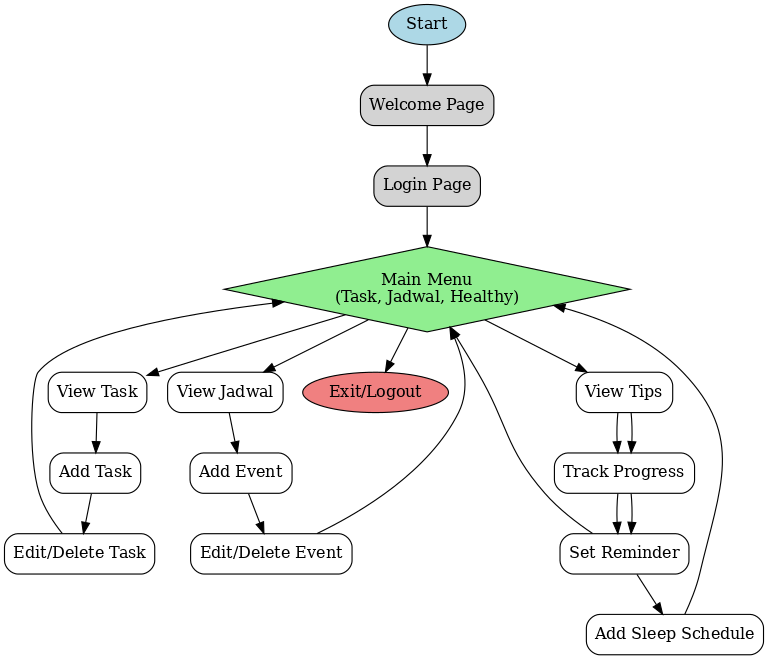 Start
Welcome Page
Login Page
Main Menu
(Task, Jadwal, Healthy)
View Task
View Jadwal
Exit/Logout
View Tips
Add Task
Add Event
Track Progress
Edit/Delete Task
Edit/Delete Event
Set Reminder
Add Sleep Schedule